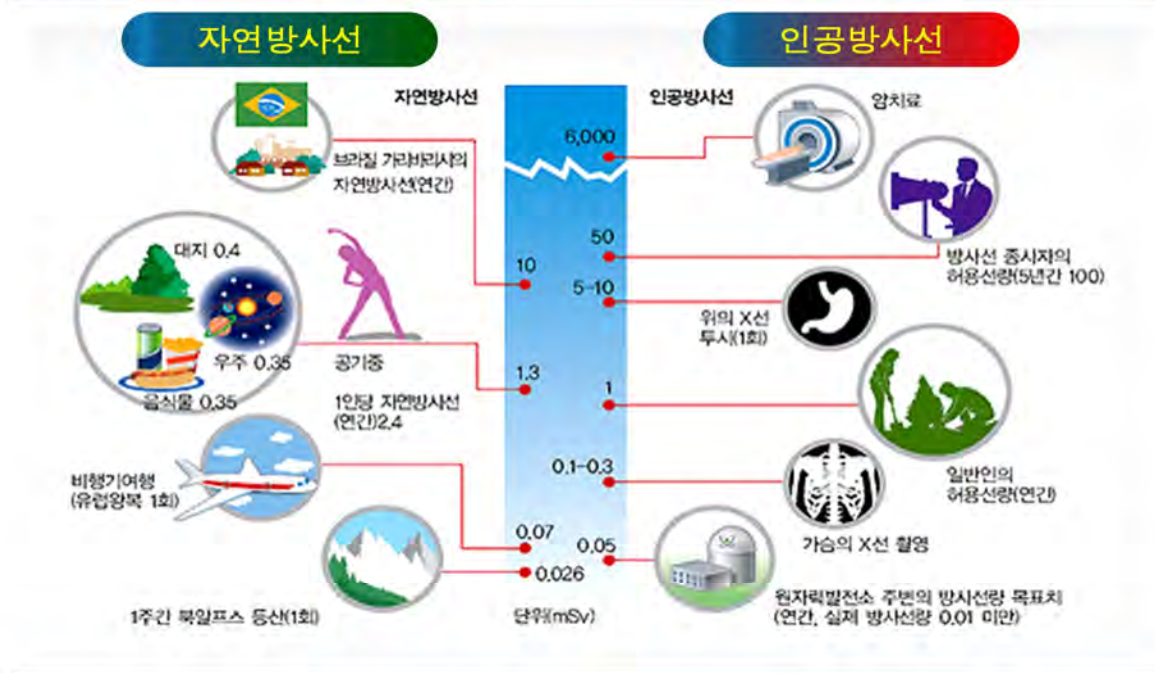 자연방사선
인공방사선
자연방사선
인공방사선
암치료
6,000
브라질 가리바리시의
자연방사선(연간)
50
방사선 종사자의
허용선량(5년간 100)
대지 0.4
10
5-10
위의 X선
투시(1회)
우주 0.35
공기중
1.3
1
음식물 0.35
1인당 자연방사선
(연간)2.4
0.1-0.3
일반인의
허용선량(연간)
비행기여행
(유럽왕복 1회)
가슴의 X선 촬영
0.07
0.05
0.026
원자력발전소 주변의 방사선량 목표치
(연간, 실제 방사선량 0.01 미만)
1주간 북알프스 등산(1회)
단위(mSv)